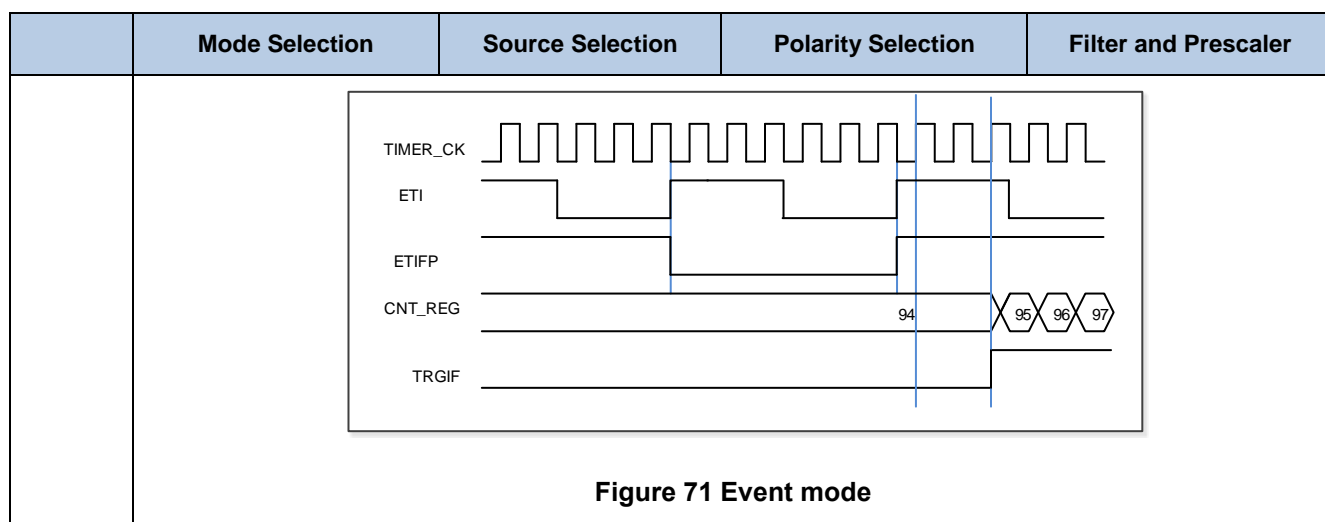 Mode Selection Source Selection Polarity Selection Filter and Prescaler
TIMER_CK
ETI
ETIFP
CNT_REG
94 95 96 97
TRGIF
Figure 71 Event mode